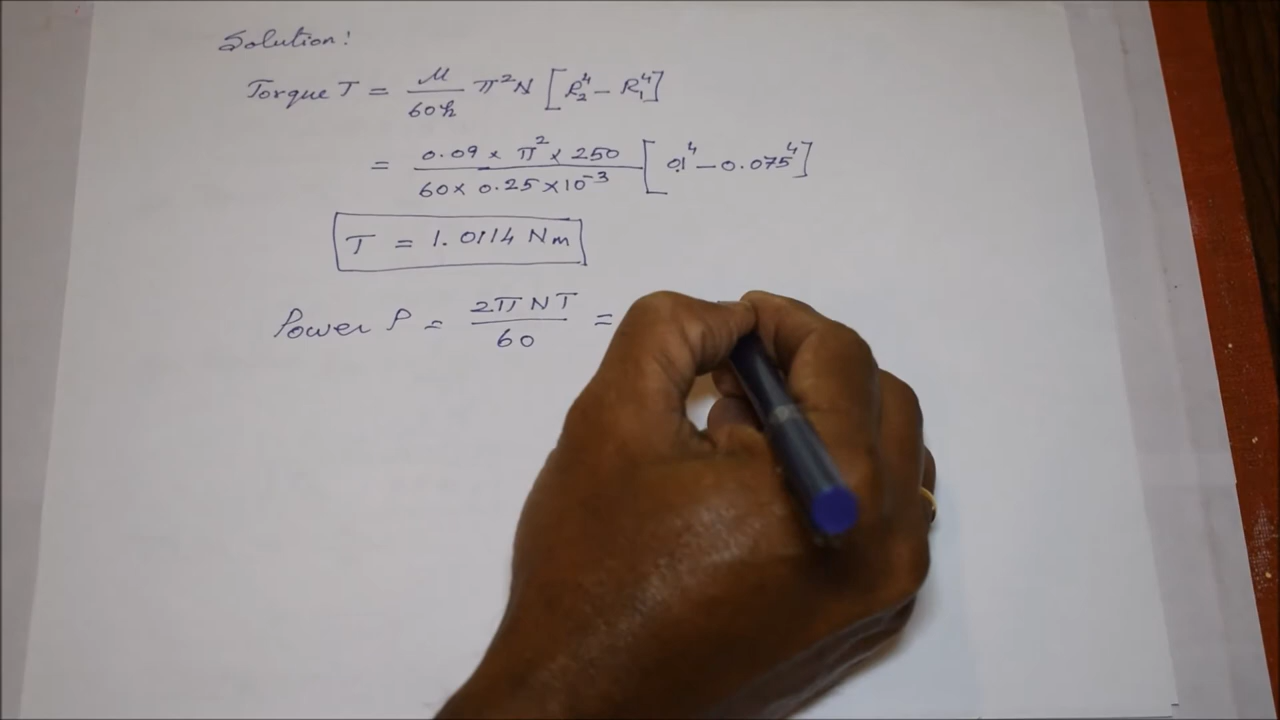 Solution:
Torque T = μ/60h π²N [R₂⁴ - R₁⁴]
= 0.09 × π² × 250/60 × 0.25 × 10⁻³ [0.1⁴ - 0.075⁴]
T = 1.0114 Nm
Power P = 2πNT/60 =